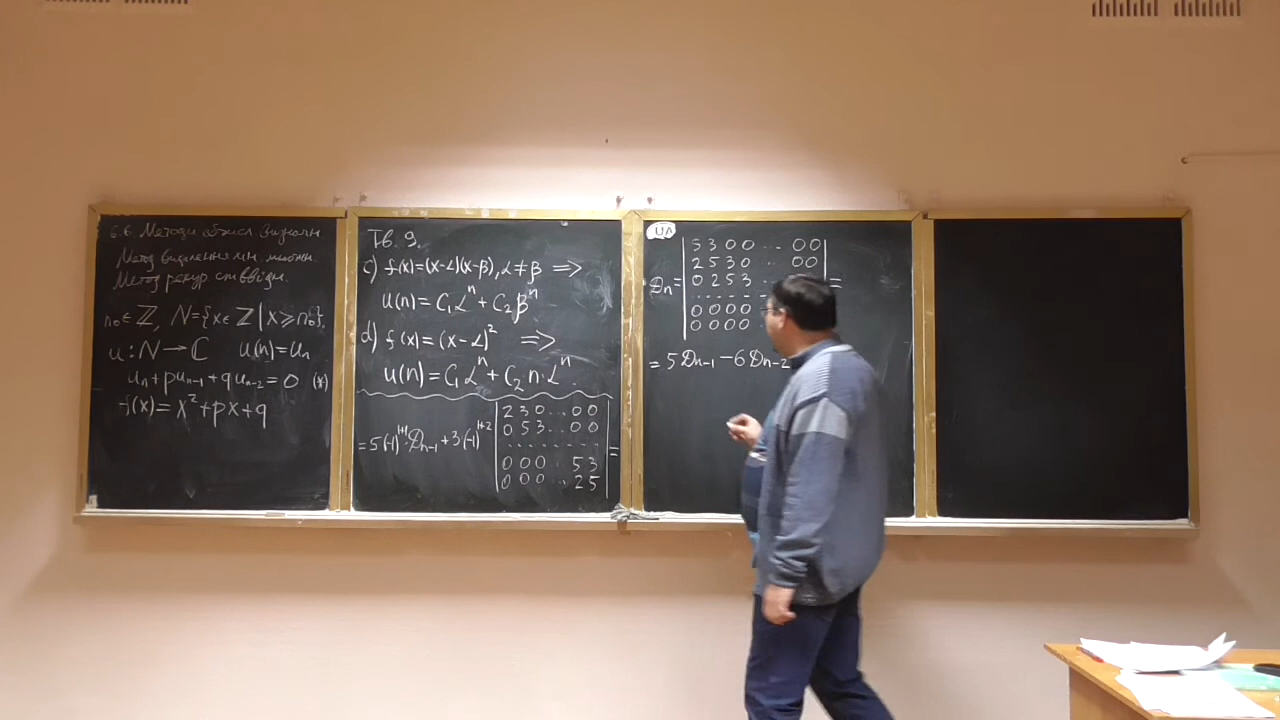 6.6. Методи обчисл. визначн.
Метод виділення лін. множн.
Метод рекур. співвідн.
n₀ ∈ ℤ, N = {x ∈ ℤ | x ⩾ n₀}.
u : N → ℂ u(n) = uₙ
uₙ + puₙ₋₁ + quₙ₋₂ = 0 (*)
f(x) = x² + px + q
Тв. 9.
c) f(x) = (x-α)(x-β), α ≠ β ⇒
u(n) = C₁αⁿ + C₂βⁿ
d) f(x) = (x-α)² ⇒
u(n) = C₁αⁿ + C₂n·αⁿ.
2 3 0 ... 0 0
0 5 3 ... 0 0
= 5(-1)¹⁺¹·Dₙ₋₁ + 3·(-1)¹⁺² =
0 0 0 .. 5 3
0 0 0 .. 2 5
UA
5 3 0 0 ... 0 0
2 5 3 0 ... 0 0
Dₙ = 0 2 5 3 =
0 0 0 0
0 0 0 0
= 5Dₙ₋₁ - 6Dₙ₋₂